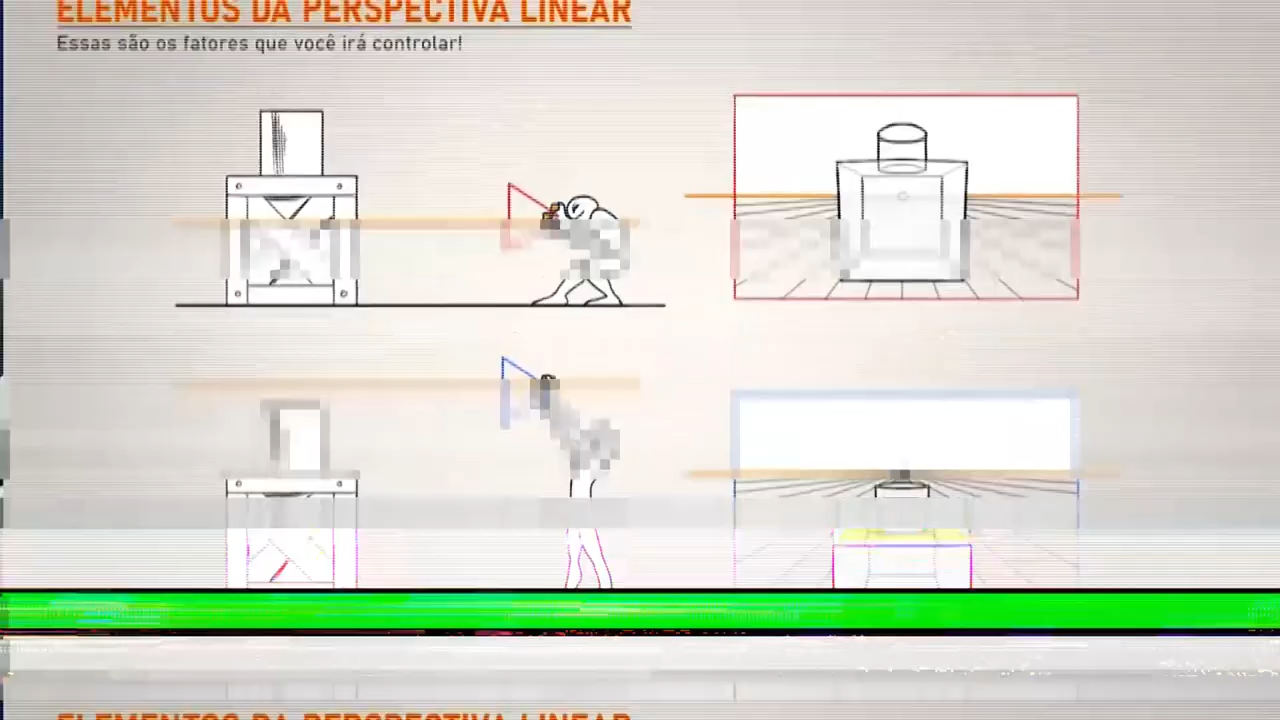 ELEMENTOS DA PERSPECTIVA LINEAR
Essas são os fatores que você irá controlar!
ELEMENTOS DA PERSPECTIVA LINEAR